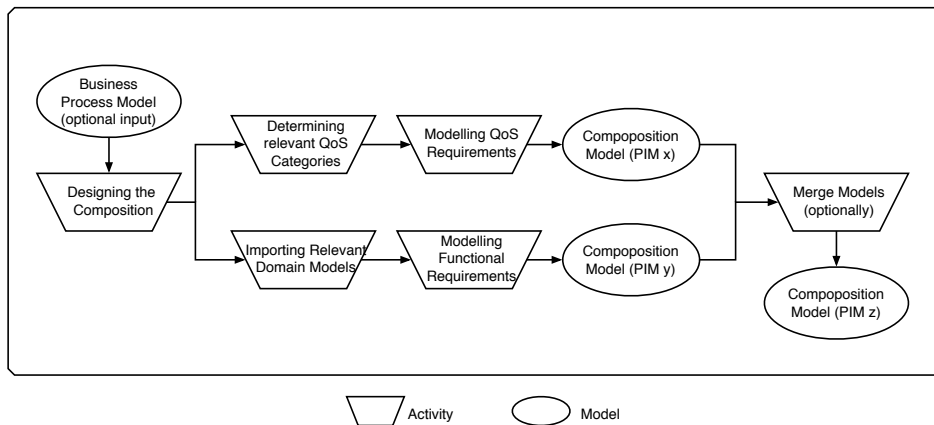 Business
Process Model
(optional input)
Designing the
Composition
Determining
relevant QoS
Categories
Modelling QoS
Requirements
Compoposition
Model (PIM x)
Importing Relevant
Domain Models
Modelling
Functional
Requirements
Compoposition
Model (PIM y)
Merge Models
(optionally)
Compoposition
Model (PIM z)
Activity
Model